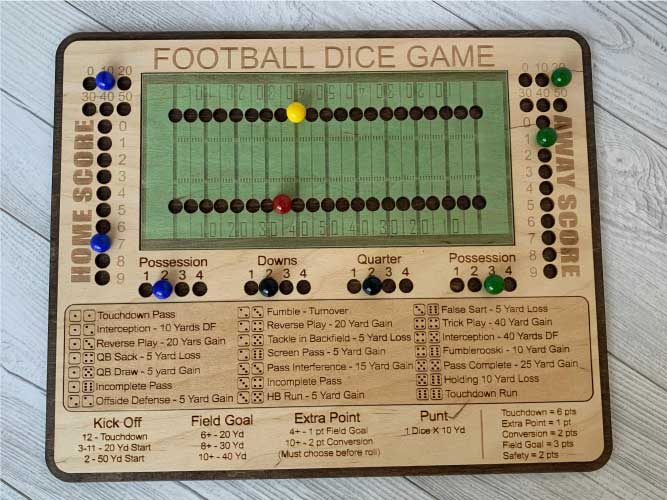 FOOTBALL DICE GAME
0 10 20
30 40 50
HOME SCORE
0
1
2
3
4
5
6
7
8
9
0 10 20
30 40 50
AWAY SCORE
0
1
2
3
4
5
6
7
8
9
Possession
1 2 3 4
Downs
1 2 3 4
Quarter
1 2 3 4
Possession
1 2 3 4
Touchdown Pass
Interception - 10 Yards DF
Reverse Play - 20 Yars Gain
QB Sack - 5 Yard Loss
QB Draw - 5 yard Gain
Incomplete Pass
Offside Defense - 5 Yard Gain
Fumble - Turnover
Reverse Play - 20 Yard Gain
Tackle in Backfield - 5 Yard Loss
Screen Pass - 5 Yard Gain
Pass Interference - 15 Yard Gain
Incomplete Pass
HB Run - 5 Yard Gain
False Sart - 5 Yard Loss
Trick Play - 40 Yard Gain
Interception - 40 Yards DF
Fumblerooski - 10 Yard Gain
Pass Complete - 25 Yard Gain
Holding 10 Yard Loss
Touchdown Run
Kick Off
12 - Touchdown
3-11 - 20 Yd Start
2 - 50 Yd Start
Field Goal
6+ - 20 Yd
8+ - 30 Yd
10+ - 40 Yd
Extra Point
4+ - 1 pt Field Goal
10+ - 2 pt Conversion
(Must choose before roll)
Punt
1 Dice X 10 Yd
Touchdown = 6 pts
Extra Point = 1 pt
Conversion = 2 pts
Field Goal = 3 pts
Safety = 2 pts